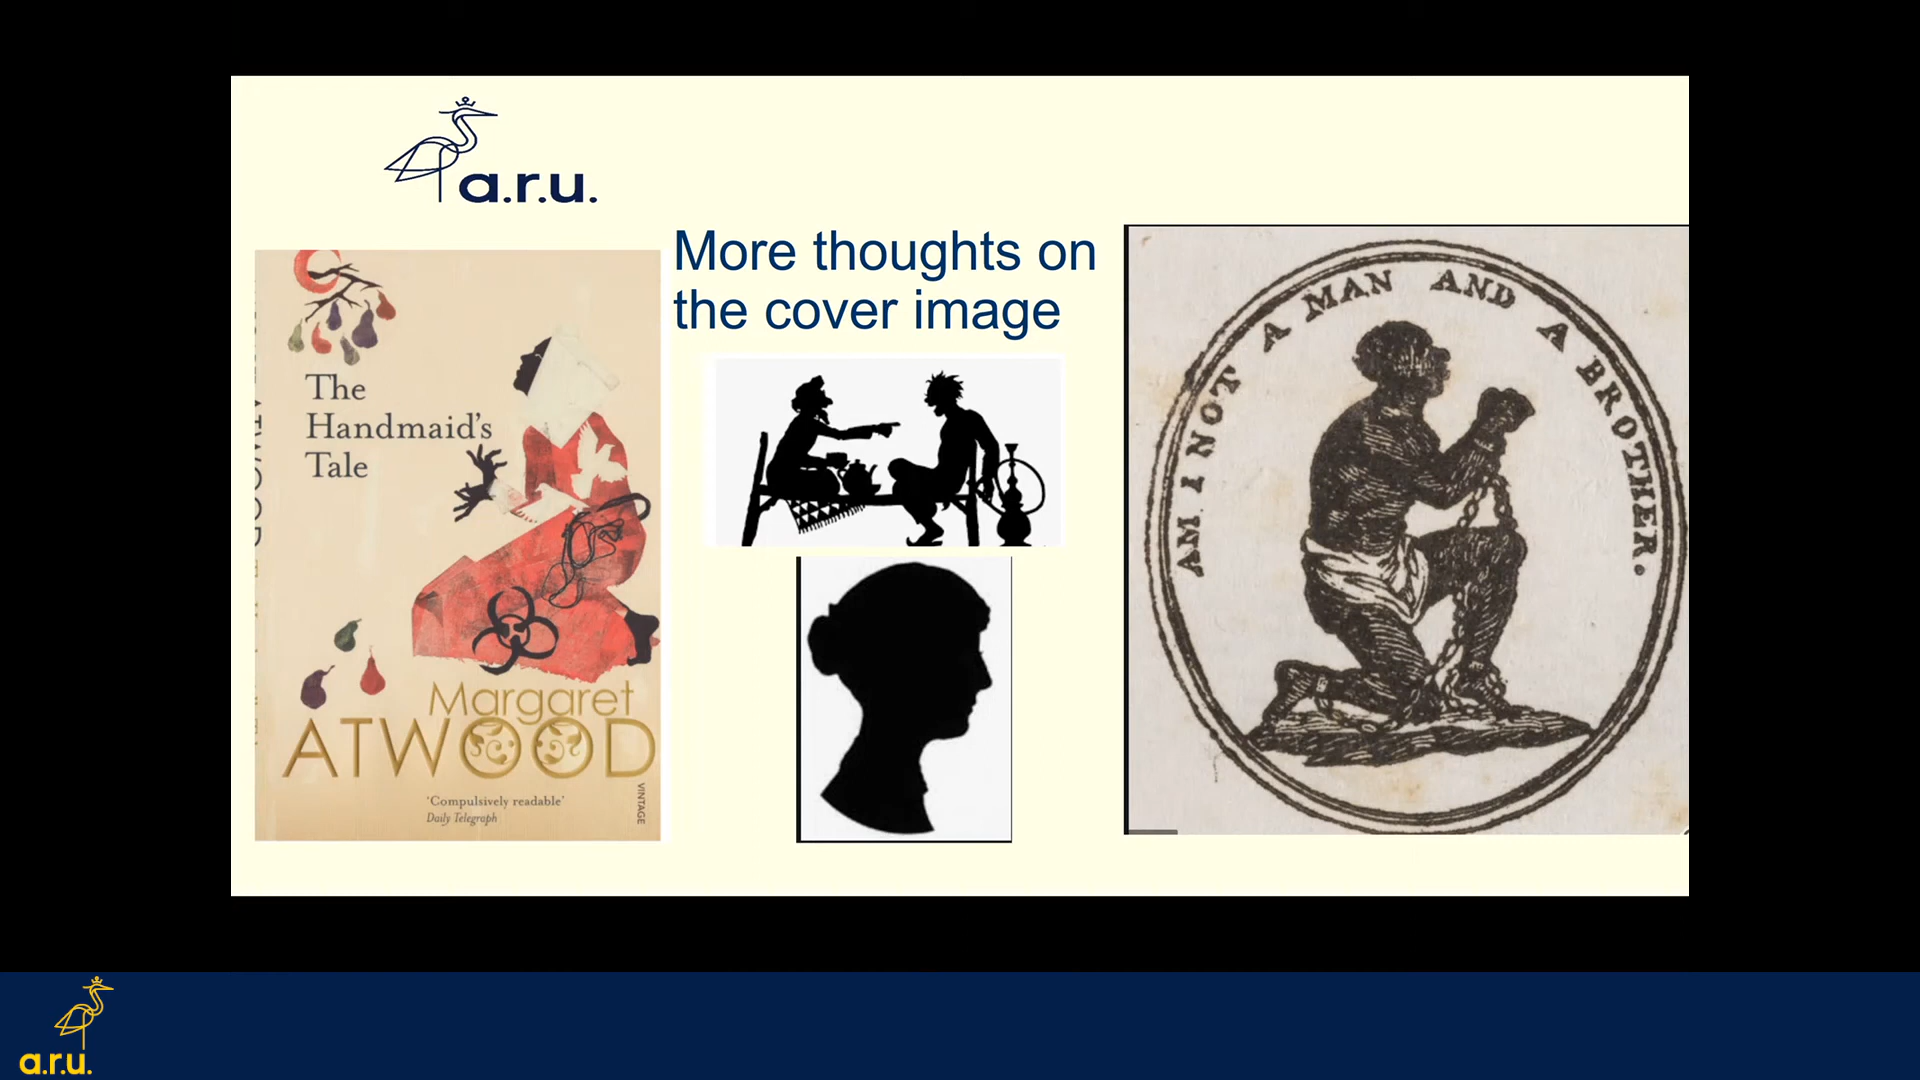 a.r.u.
More thoughts on
the cover image
The
Handmaid's
Tale
Margaret
ATWOOD
'Compulsively readable'
Daily Telegraph
VINTAGE
AM I NOT A MAN AND A BROTHER.
a.r.u.